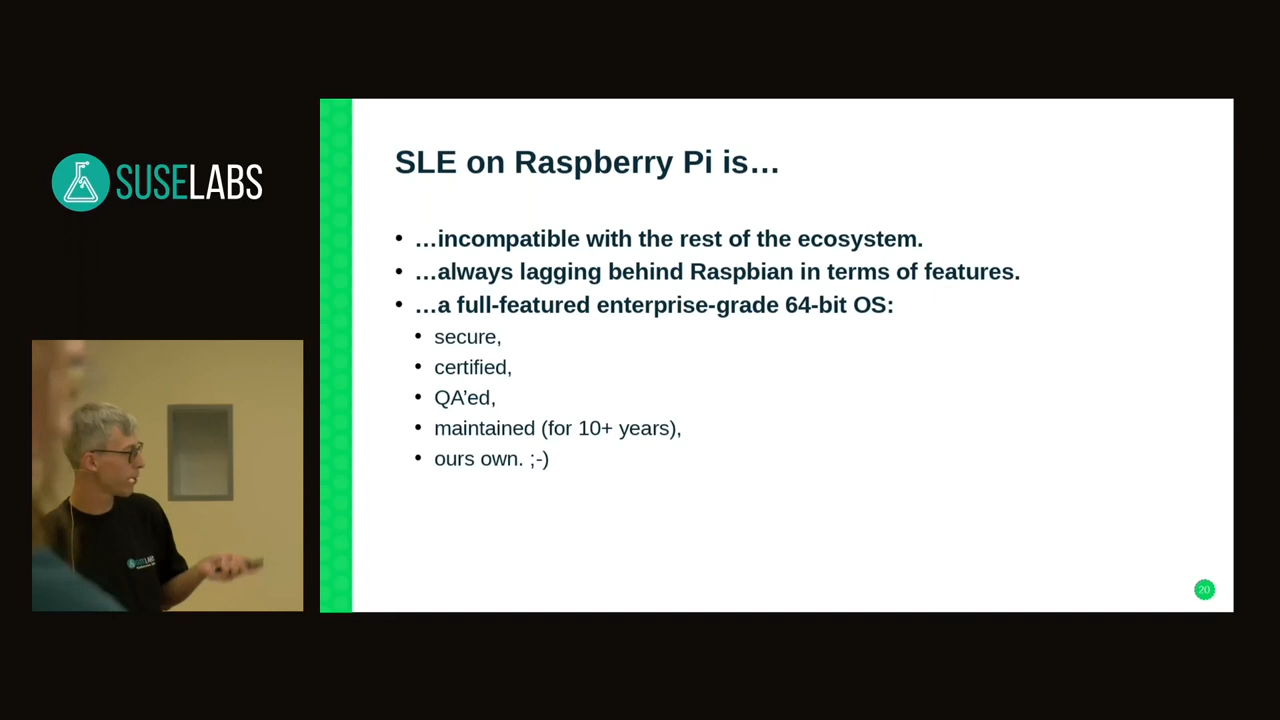 SUSELABS
SLE on Raspberry Pi is…
…incompatible with the rest of the ecosystem.
…always lagging behind Raspbian in terms of features.
…a full-featured enterprise-grade 64-bit OS:
secure,
certified,
QA’ed,
maintained (for 10+ years),
ours own. ;-)
20
SUSELABS